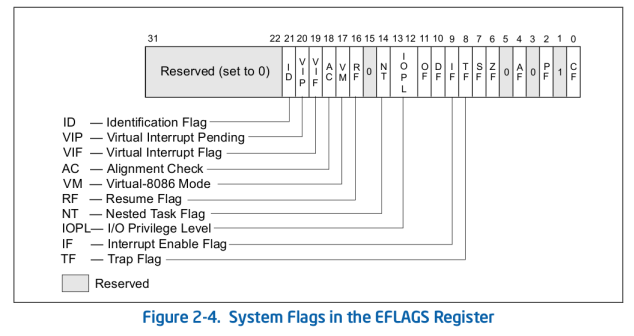 31 22 21 20 19 18 17 16 15 14 13 12 11 10 9 8 7 6 5 4 3 2 1 0
Reserved (set to 0) ID VIP VIF AC VM RF 0 NT IOPL OF DF IF TF SF ZF 0 AF 0 PF 1 CF
ID — Identification Flag
VIP — Virtual Interrupt Pending
VIF — Virtual Interrupt Flag
AC — Alignment Check
VM — Virtual-8086 Mode
RF — Resume Flag
NT — Nested Task Flag
IOPL— I/O Privilege Level
IF — Interrupt Enable Flag
TF — Trap Flag
Reserved
Figure 2-4. System Flags in the EFLAGS Register